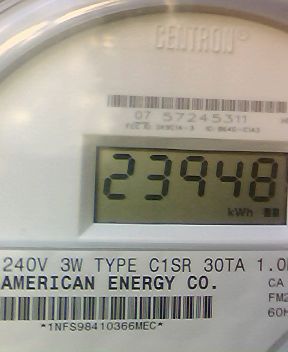 CENTRON®
07 57245311
23948
kWh
240V 3W TYPE C1SR 30TA 1.0
AMERICAN ENERGY CO.
CA
FM2
60H
*1NFS98410366MEC*